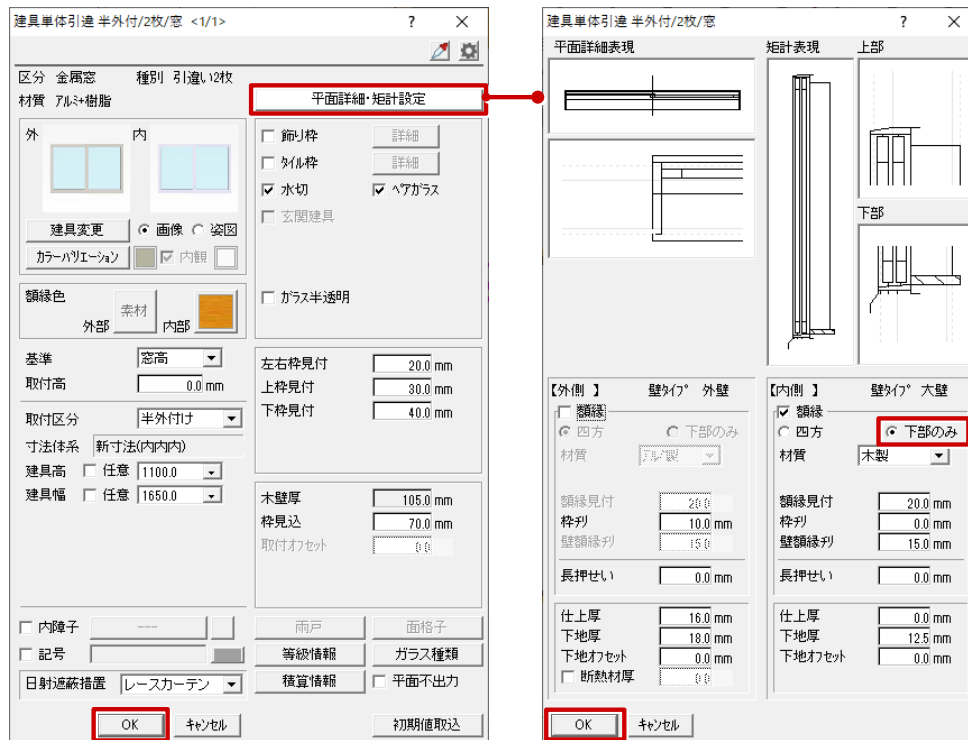 建具単体引違 半外付/2枚/窓 <1/1>
区分 金属窓 種別 引違い2枚
材質 アルミ+樹脂
平面詳細・矩計設定
外 内
建具変更 画像 姿図
カラーバリエーション 内観
額縁色
外部 素材 内部
基準 窓高
取付高 0.0 mm
取付区分 半外付け
寸法体系 新寸法(内内内)
建具高 任意 1100.0
建具幅 任意 1650.0
飾り枠 詳細
タイル枠 詳細
水切 ペアガラス
玄関建具
ガラス半透明
左右枠見付 20.0 mm
上枠見付 30.0 mm
下枠見付 40.0 mm
木壁厚 105.0 mm
枠見込 70.0 mm
取付オフセット 0.0
内障子 ---
記号
日射遮蔽措置 レースカーテン
雨戸 面格子
等級情報 ガラス種類
積算情報 平面不出力
OK キャンセル 初期値取込
建具単体引違 半外付/2枚/窓
平面詳細表現 矩計表現 上部
下部
【外側 】 壁タイプ 外壁
額縁
四方 下部のみ
材質 アルミ製
額縁見付 20.0
枠チリ 10.0 mm
壁額縁チリ 15.0
長押せい 0.0 mm
仕上厚 16.0 mm
下地厚 18.0 mm
下地オフセット 0.0 mm
断熱材厚 0.0
【内側 】 壁タイプ 大壁
額縁
四方 下部のみ
材質 木製
額縁見付 20.0 mm
枠チリ 0.0 mm
壁額縁チリ 15.0 mm
長押せい 0.0 mm
仕上厚 0.0 mm
下地厚 12.5 mm
下地オフセット 0.0 mm
OK キャンセル